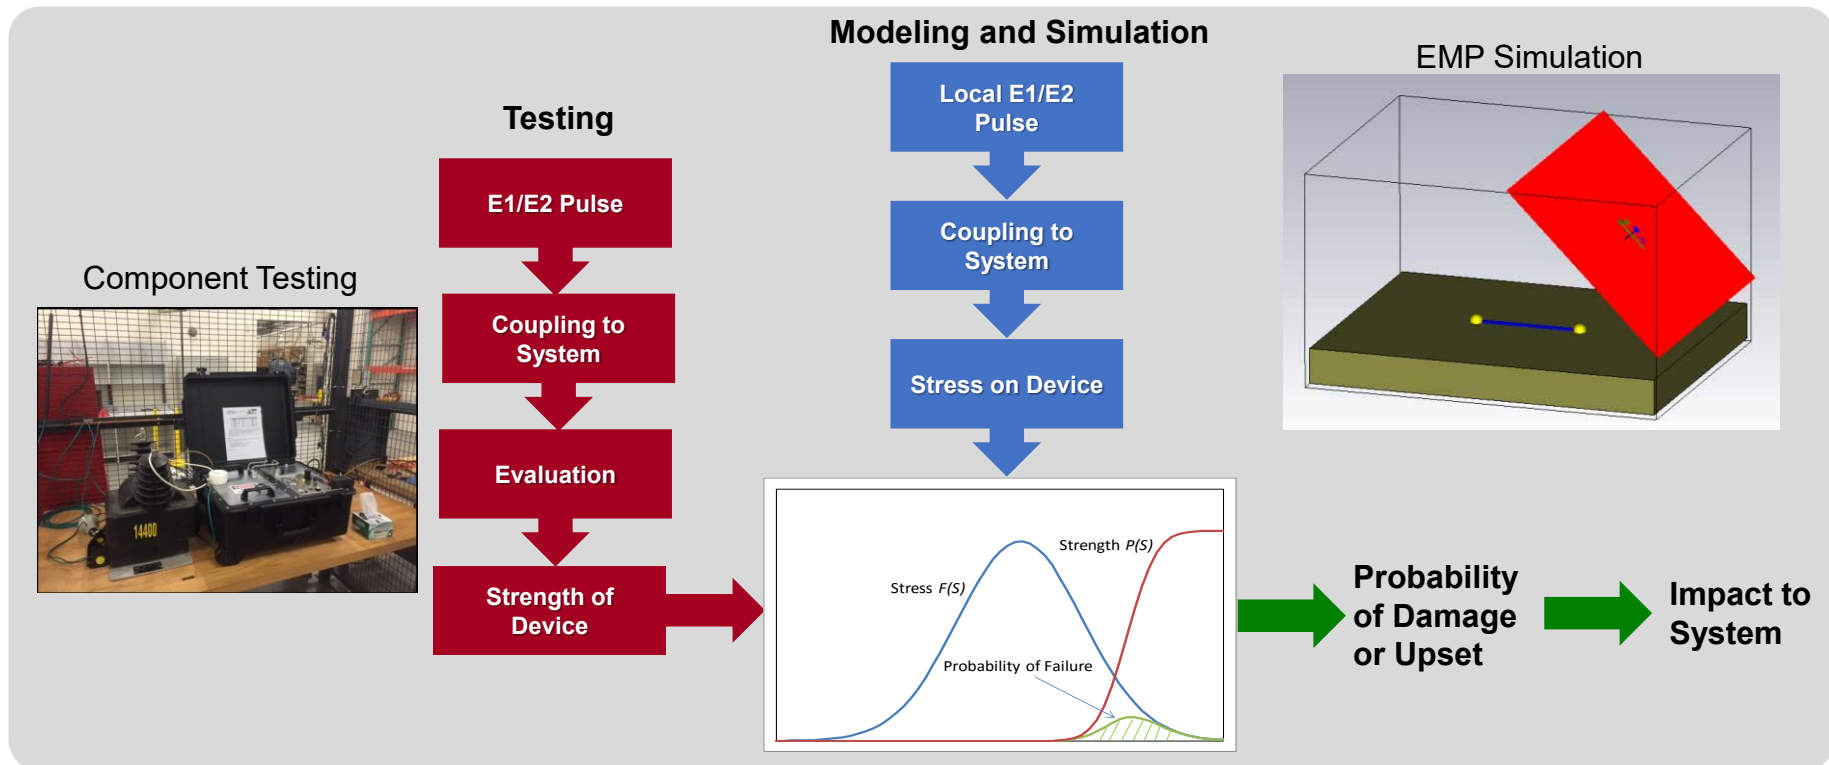 Modeling and Simulation
EMP Simulation
Testing
Component Testing
Local E1/E2
Pulse
Coupling to
System
Stress on Device
E1/E2 Pulse
Coupling to
System
Evaluation
Strength of
Device
14400
Stress F(S)
Strength P(S)
Probability of Failure
Probability
of Damage
or Upset
Impact to
System